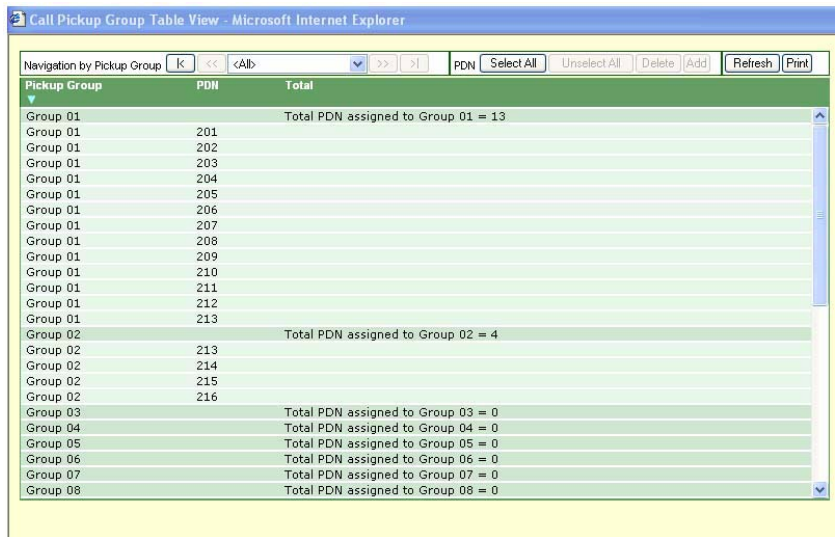 Call Pickup Group Table View - Microsoft Internet Explorer
Navigation by Pickup Group |< << <All> >> >| PDN Select All Unselect All Delete Add Refresh Print
Pickup Group PDN Total
Group 01 Total PDN assigned to Group 01 = 13
Group 01 201
Group 01 202
Group 01 203
Group 01 204
Group 01 205
Group 01 206
Group 01 207
Group 01 208
Group 01 209
Group 01 210
Group 01 211
Group 01 212
Group 01 213
Group 02 Total PDN assigned to Group 02 = 4
Group 02 213
Group 02 214
Group 02 215
Group 02 216
Group 03 Total PDN assigned to Group 03 = 0
Group 04 Total PDN assigned to Group 04 = 0
Group 05 Total PDN assigned to Group 05 = 0
Group 06 Total PDN assigned to Group 06 = 0
Group 07 Total PDN assigned to Group 07 = 0
Group 08 Total PDN assigned to Group 08 = 0